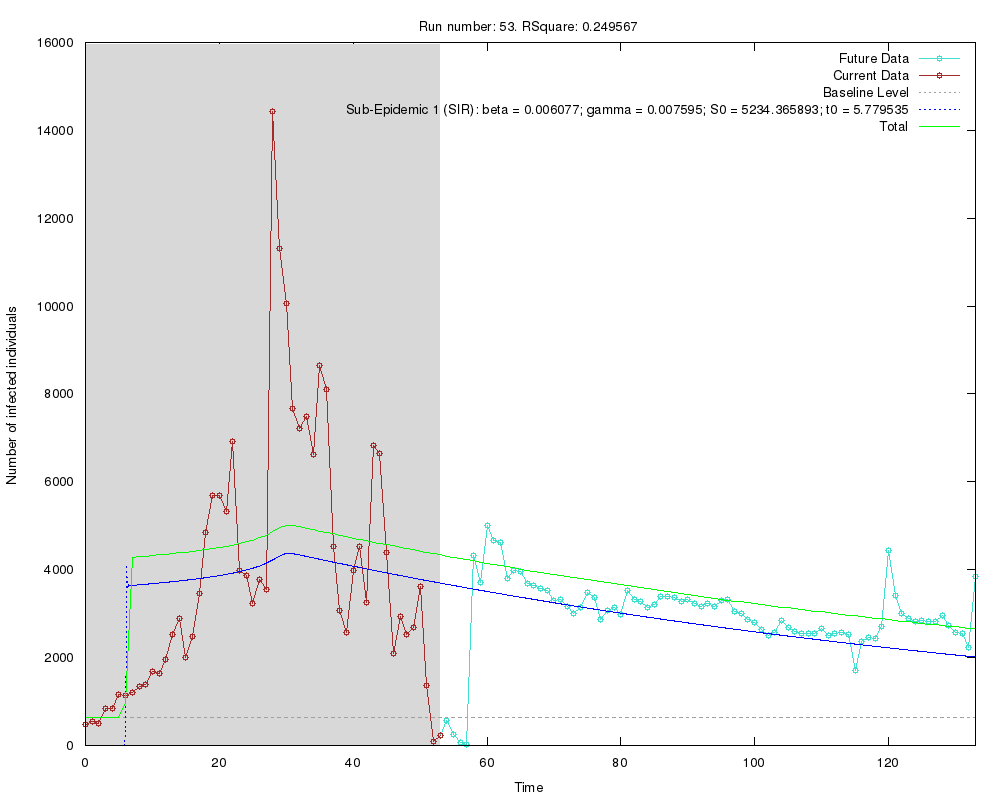 Run number: 53. RSquare: 0.249567
16000
14000
12000
10000
8000
6000
4000
2000
0
Number of infected individuals
Future Data
Current Data
Baseline Level
Sub-Epidemic 1 (SIR): beta = 0.006077; gamma = 0.007595; S0 = 5234.365893; t0 = 5.779535
Total
0 20 40 60 80 100 120
Time